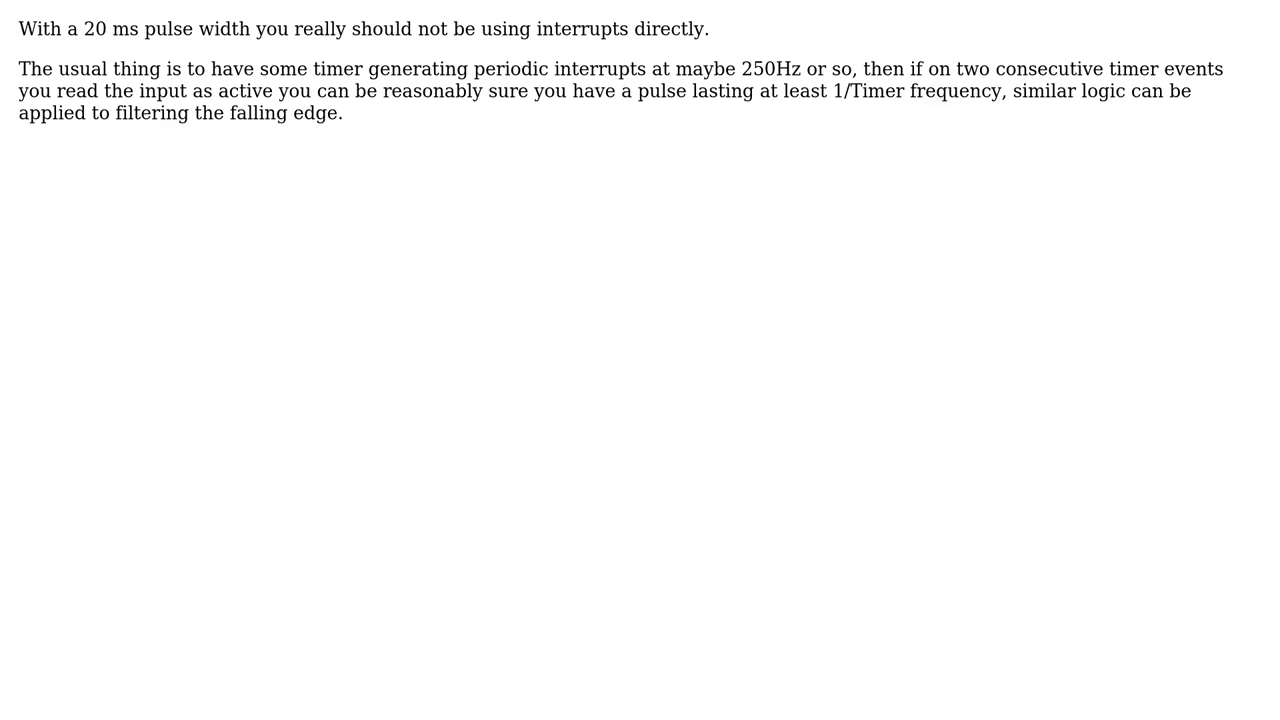 With a 20 ms pulse width you really should not be using interrupts directly.
The usual thing is to have some timer generating periodic interrupts at maybe 250Hz or so, then if on two consecutive timer events
you read the input as active you can be reasonably sure you have a pulse lasting at least 1/Timer frequency, similar logic can be
applied to filtering the falling edge.